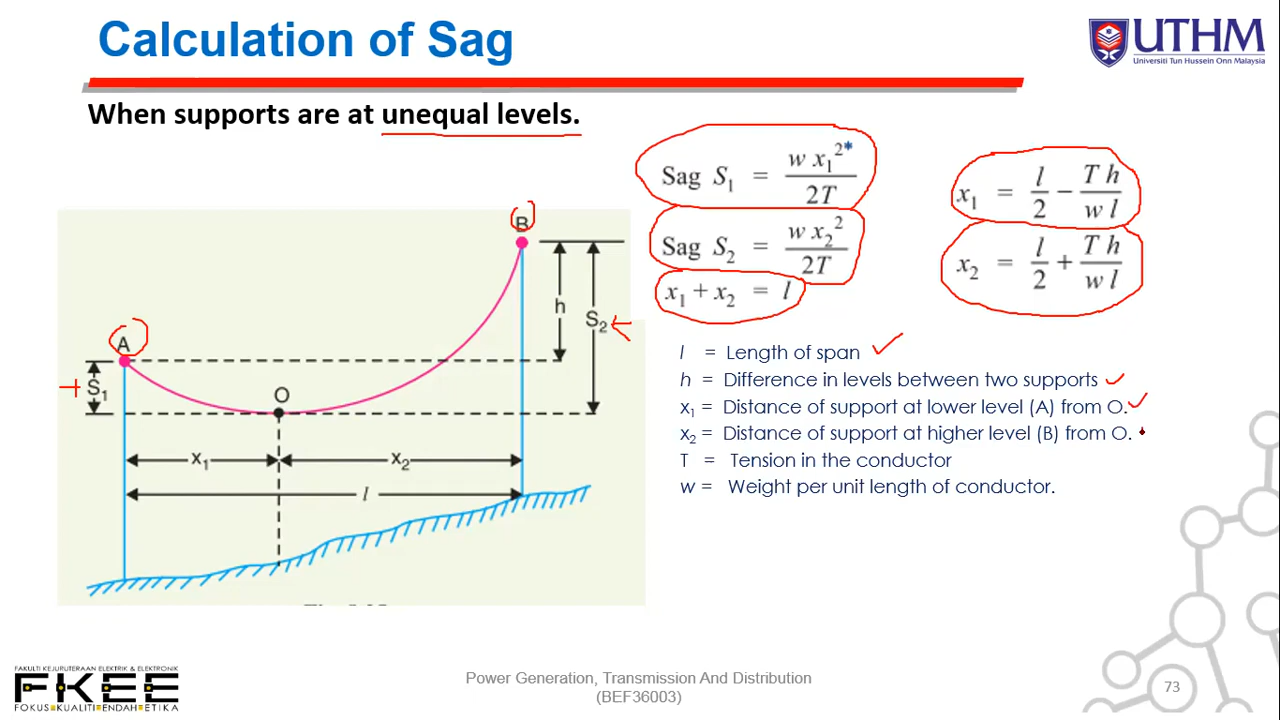 Calculation of Sag
UTHM
Universiti Tun Hussein Onn Malaysia
When supports are at unequal levels.
Sag S₁ = w x₁²* / 2T
Sag S₂ = w x₂² / 2T
x₁ + x₂ = l
x₁ = l/2 − T h / w l
x₂ = l/2 + T h / w l
B
h
S₂
A
S₁
O
x₁
x₂
l
l = Length of span
h = Difference in levels between two supports
x₁ = Distance of support at lower level (A) from O.
x₂ = Distance of support at higher level (B) from O.
T = Tension in the conductor
w = Weight per unit length of conductor.
FAKULTI KEJURUTERAAN ELEKTRIK & ELEKTRONIK
FKEE
FOKUS KUALITI ENDAH ETIKA
Power Generation, Transmission And Distribution
(BEF36003)
73